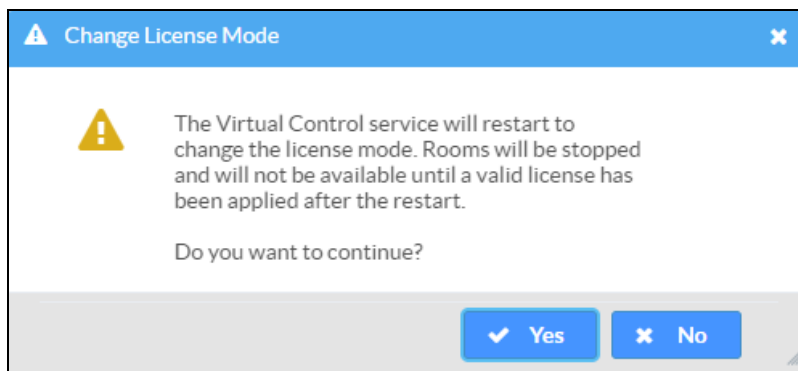 Change License Mode
The Virtual Control service will restart to
change the license mode. Rooms will be stopped
and will not be available until a valid license has
been applied after the restart.
Do you want to continue?
Yes
No